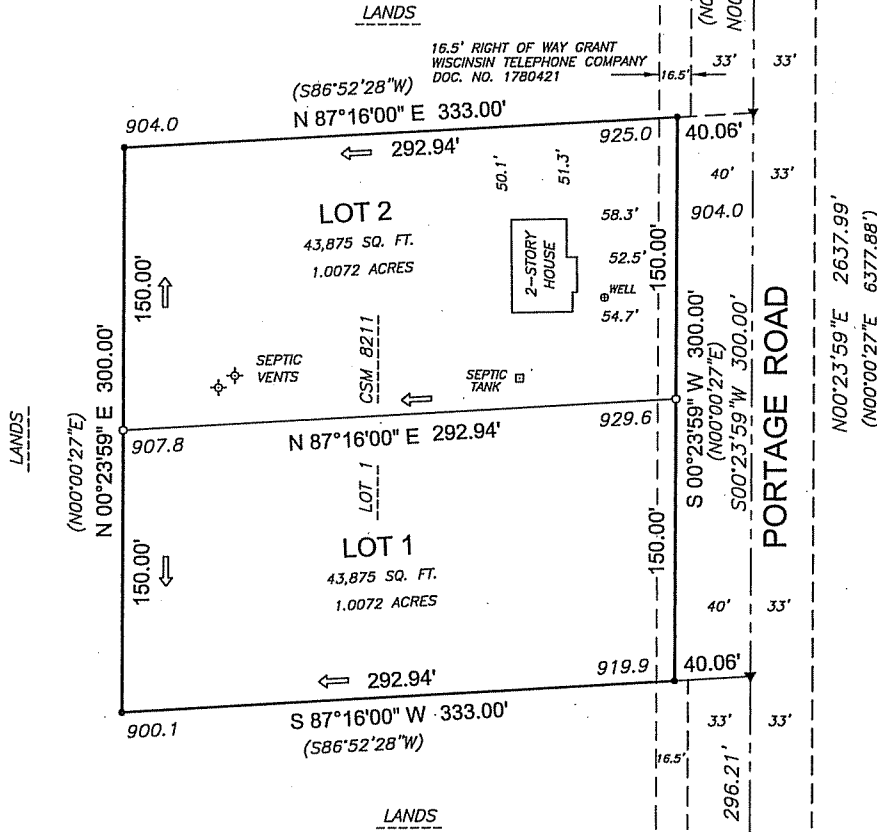 LANDS
(N0
N00
16.5' RIGHT OF WAY GRANT
WISCINSIN TELEPHONE COMPANY
DOC. NO. 1780421
16.5'
33'
33'
(S86°52'28"W)
N 87°16'00" E 333.00'
904.0
925.0
40.06'
292.94'
50.1'
51.3'
40'
33'
LOT 2
43,875 SQ. FT.
1.0072 ACRES
58.3'
904.0
2-STORY
HOUSE
52.5'
WELL
54.7'
150.00'
150.00'
N00°23'59"E 2637.99'
(N00°00'27"E 6377.88')
PORTAGE ROAD
S 00°23'59" W 300.00'
(N00°00'27"E)
S00°23'59"W 300.00'
SEPTIC
VENTS
CSM 8211
SEPTIC
TANK
LANDS
(N00°00'27"E)
N 00°23'59" E 300.00'
907.8
N 87°16'00" E 292.94'
929.6
LOT 1
LOT 1
43,875 SQ. FT.
1.0072 ACRES
150.00'
150.00'
40'
33'
292.94'
919.9
40.06'
900.1
S 87°16'00" W 333.00'
(S86°52'28"W)
33'
33'
16.5'
296.21'
LANDS